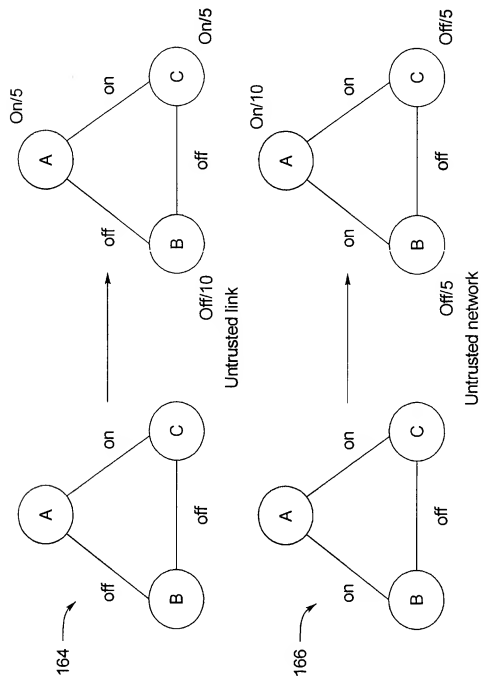 164
A
off
on
B
off
C
On/5
A
off
on
B
off
C
Off/10
On/5
Untrusted link
166
A
on
on
B
off
C
On/10
A
on
on
B
off
C
Off/5
Off/5
Untrusted network